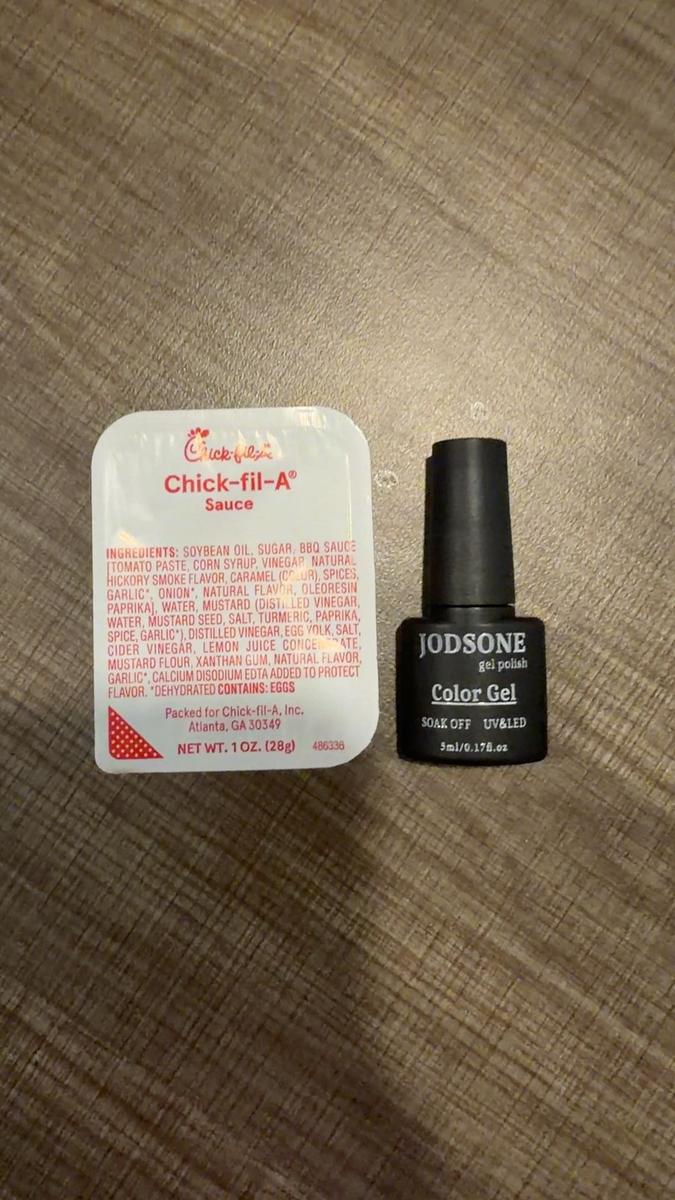 Chick-fil-A
Chick-fil-A®
Sauce
INGREDIENTS: SOYBEAN OIL, SUGAR, BBQ SAUCE
[TOMATO PASTE, CORN SYRUP, VINEGAR, NATURAL
HICKORY SMOKE FLAVOR, CARAMEL (COLOR), SPICES,
GARLIC*, ONION*, NATURAL FLAVOR, OLEORESIN
PAPRIKA], WATER, MUSTARD (DISTILLED VINEGAR,
WATER, MUSTARD SEED, SALT, TURMERIC, PAPRIKA,
SPICE, GARLIC*), DISTILLED VINEGAR, EGG YOLK, SALT,
CIDER VINEGAR, LEMON JUICE CONCENTRATE,
MUSTARD FLOUR, XANTHAN GUM, NATURAL FLAVOR,
GARLIC*, CALCIUM DISODIUM EDTA ADDED TO PROTECT
FLAVOR. *DEHYDRATED CONTAINS: EGGS
Packed for Chick-fil-A, Inc.
Atlanta, GA 30349
NET WT. 1 OZ. (28g)
486336
JODSONE
gel polish
Color Gel
SOAK OFF UV&LED
5ml/0.17fl.oz